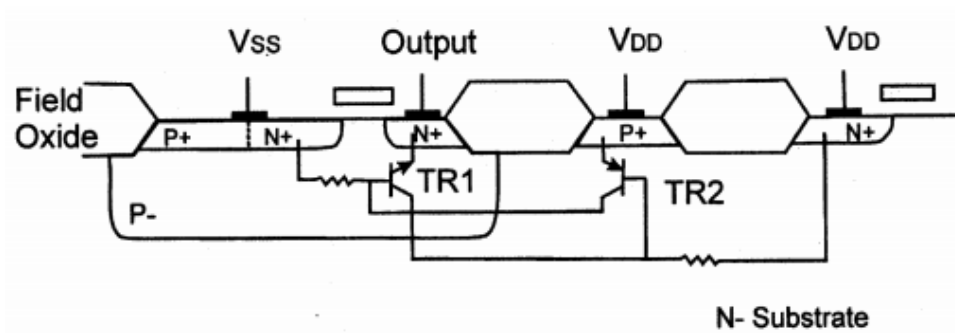 Vss Output VDD VDD
Field
Oxide
P+ N+ N+ P+ N+
TR1 TR2
P-
N- Substrate